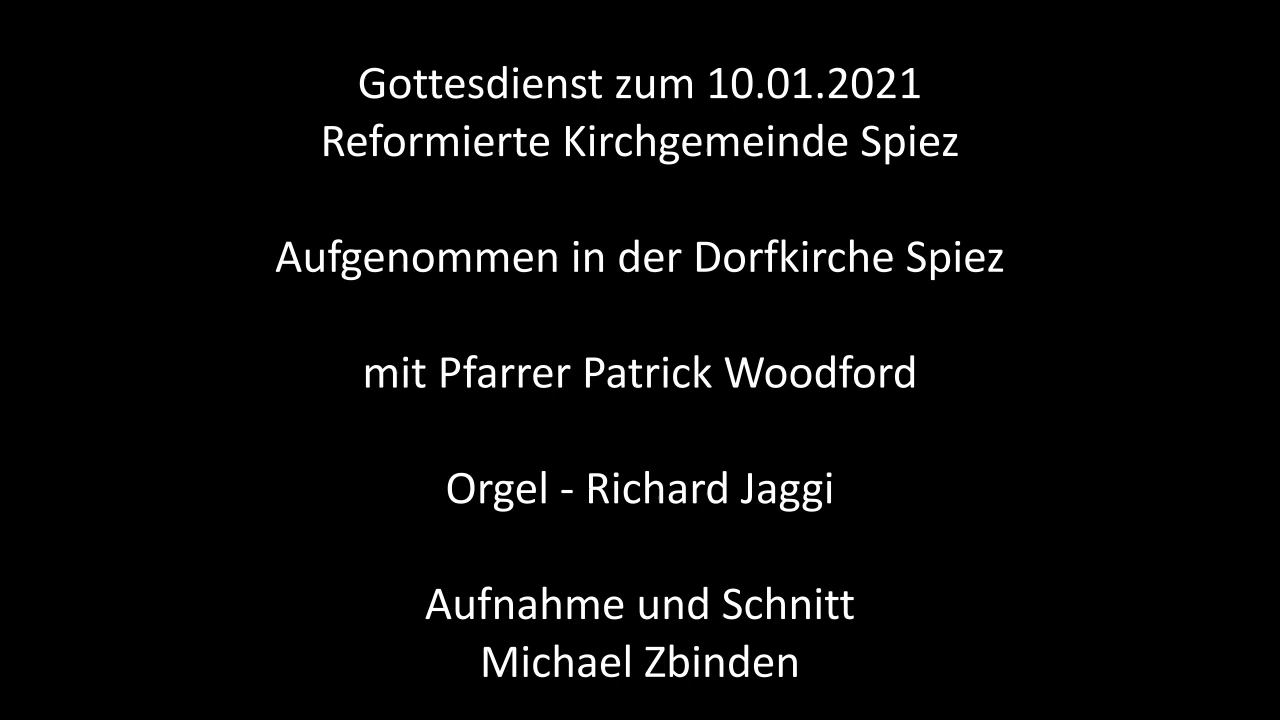 Gottesdienst zum 10.01.2021
Reformierte Kirchgemeinde Spiez
Aufgenommen in der Dorfkirche Spiez
mit Pfarrer Patrick Woodford
Orgel - Richard Jaggi
Aufnahme und Schnitt
Michael Zbinden